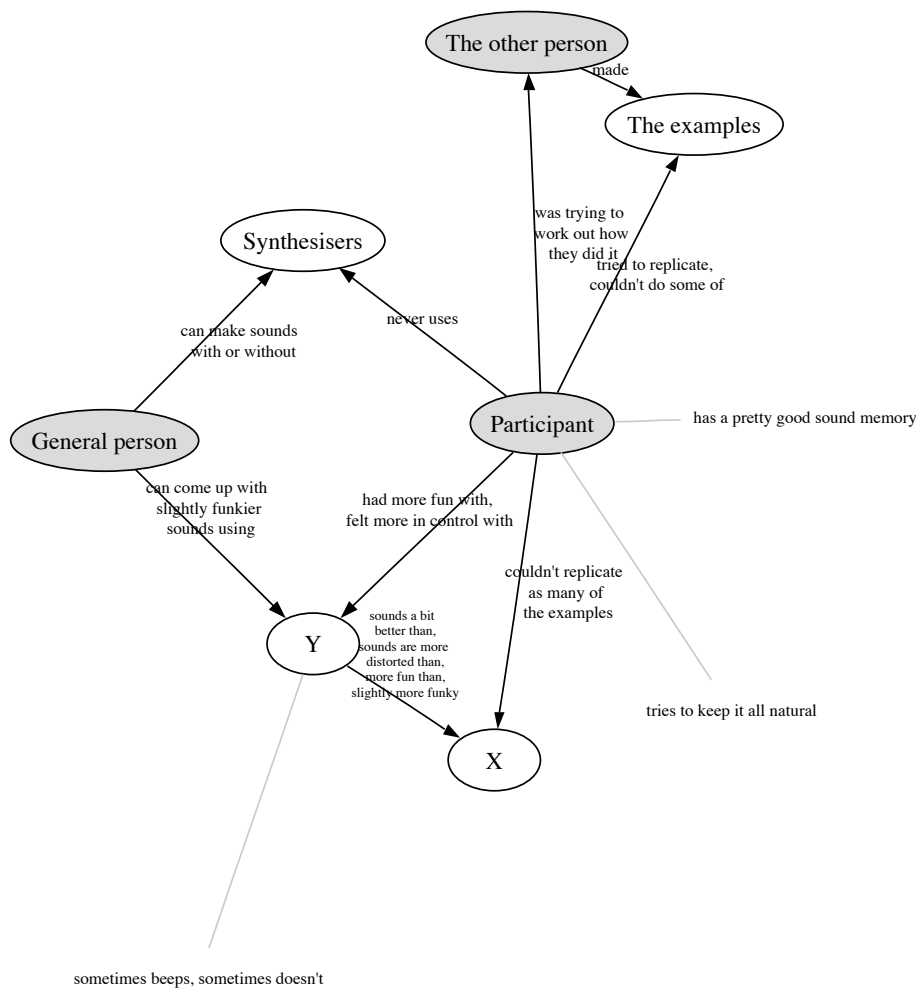 The other person
made
The examples
was trying to
work out how
they did it
tried to replicate,
couldn't do some of
Synthesisers
can make sounds
with or without
never uses
General person
Participant
has a pretty good sound memory
can come up with
slightly funkier
sounds using
had more fun with,
felt more in control with
couldn't replicate
as many of
the examples
sounds a bit
better than,
sounds are more
distorted than,
more fun than,
slightly more funky
Y
tries to keep it all natural
X
sometimes beeps, sometimes doesn't